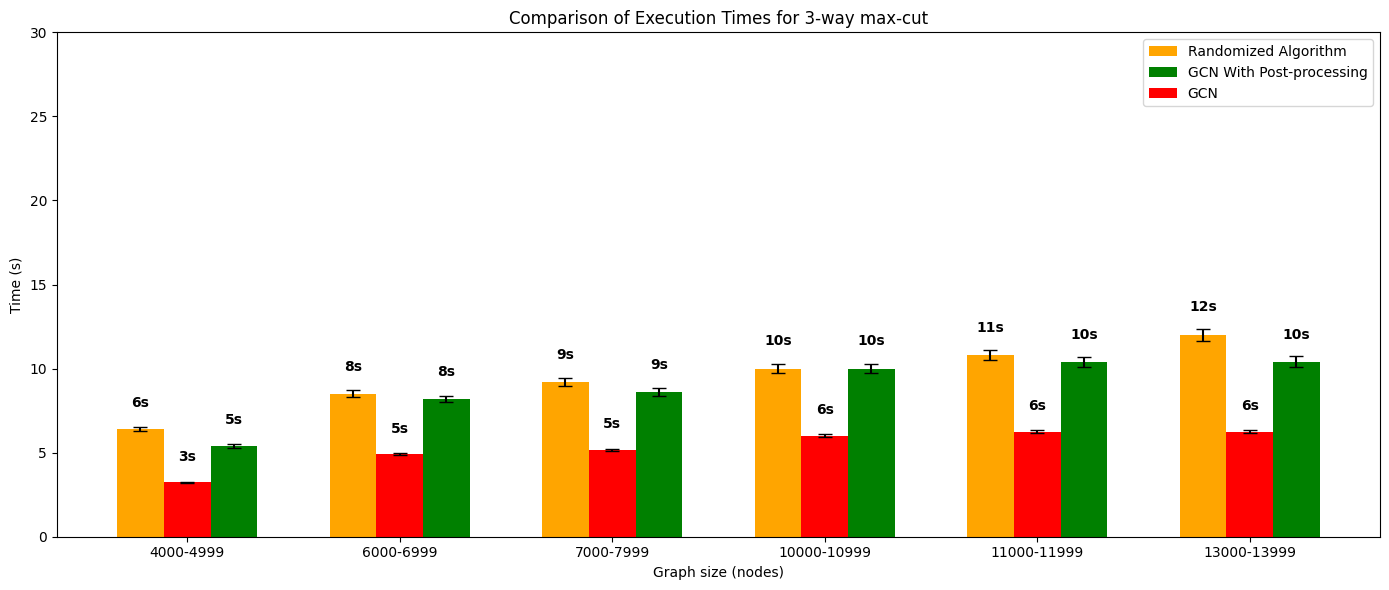 Comparison of Execution Times for 3-way max-cut
Randomized Algorithm
GCN With Post-processing
GCN
Time (s)
30
25
20
15
10
5
0
6s
3s
5s
8s
5s
8s
9s
5s
9s
10s
6s
10s
11s
6s
10s
12s
6s
10s
4000-4999
6000-6999
7000-7999
10000-10999
11000-11999
13000-13999
Graph size (nodes)